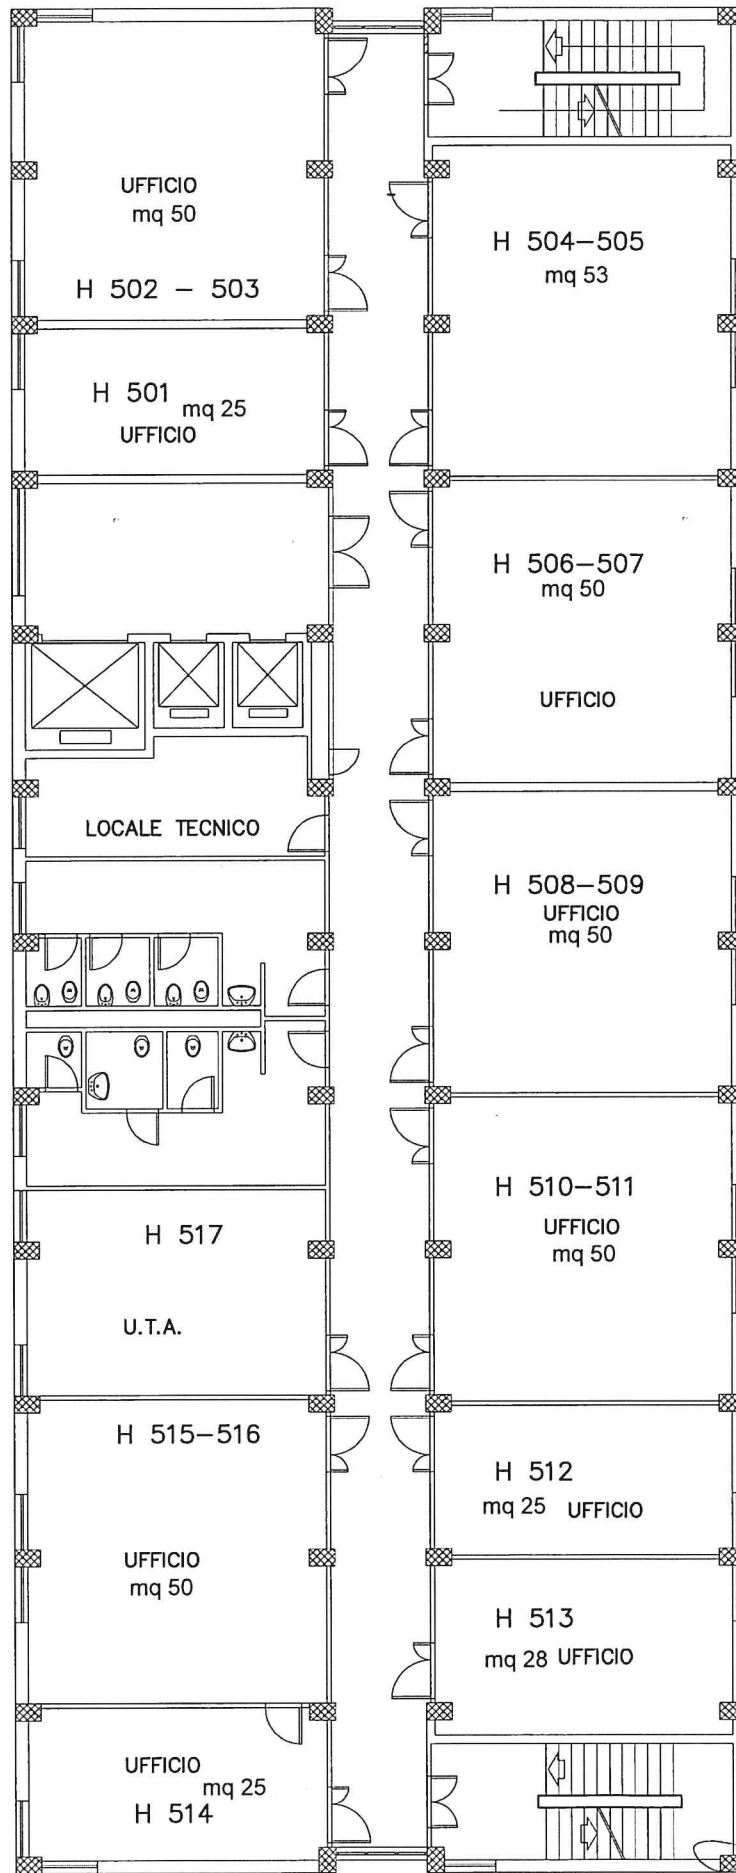 UFFICIO
mq 50
H 502 - 503
H 501 mq 25
UFFICIO
LOCALE TECNICO
H 517
U.T.A.
H 515-516
UFFICIO
mq 50
UFFICIO
mq 25
H 514
H 504-505
mq 53
H 506-507
mq 50
UFFICIO
H 508-509
UFFICIO
mq 50
H 510-511
UFFICIO
mq 50
H 512
mq 25 UFFICIO
H 513
mq 28 UFFICIO